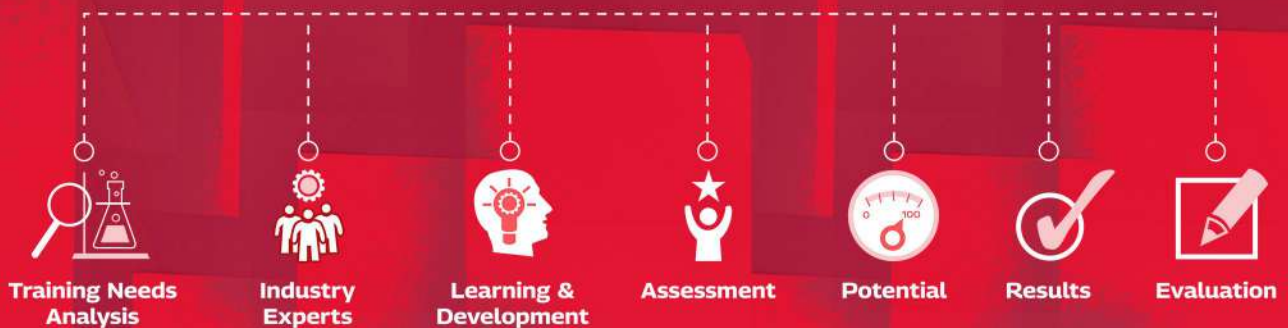 Training Needs
Analysis
Industry
Experts
Learning &
Development
Assessment
0
100
Potential
Results
Evaluation